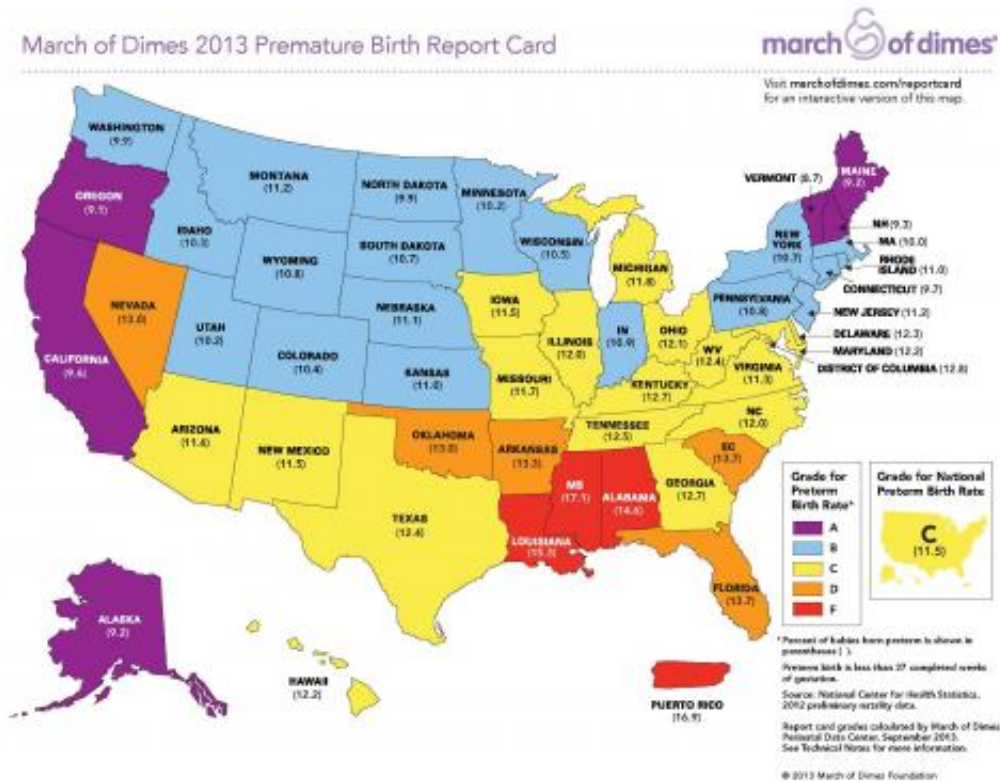 March of Dimes 2013 Premature Birth Report Card
march of dimes®
Visit marchofdimes.com/reportcard
for an interactive version of this map.
WASHINGTON
(9.9)
OREGON
(9.1)
CALIFORNIA
(9.6)
NEVADA
IDAHO
(10.3)
MONTANA
(11.2)
WYOMING
(10.8)
UTAH
(10.2)
COLORADO
(10.4)
ARIZONA
(11.6)
NEW MEXICO
(11.5)
NORTH DAKOTA
(9.9)
SOUTH DAKOTA
(10.7)
NEBRASKA
(11.1)
KANSAS
(11.0)
OKLAHOMA
(13.0)
TEXAS
(12.4)
MINNESOTA
(10.2)
IOWA
(11.5)
MISSOURI
(11.7)
ARKANSAS
(13.3)
LOUISIANA
(15.3)
WISCONSIN
(10.5)
ILLINOIS
(12.0)
MICHIGAN
(11.6)
IN
(10.9)
OHIO
(12.1)
KENTUCKY
(12.7)
TENNESSEE
(12.5)
MS
(17.1)
ALABAMA
(14.6)
GEORGIA
(12.7)
FLORIDA
(13.7)
SC
(13.7)
NC
(12.0)
VIRGINIA
(11.3)
WV
(12.4)
PENNSYLVANIA
(10.8)
NEW
YORK
(10.7)
VERMONT (8.7)
MAINE
(9.2)
NH (9.3)
MA (10.0)
RHODE
ISLAND (11.0)
CONNECTICUT (9.7)
NEW JERSEY (11.2)
DELAWARE (12.3)
MARYLAND (12.2)
DISTRICT OF COLUMBIA (12.8)
ALASKA
(9.2)
HAWAII
(12.2)
PUERTO RICO
(16.9)
Grade for
Preterm
Birth Rate*
A
B
C
D
F
Grade for National
Preterm Birth Rate
C
(11.5)
*Percent of babies born preterm is shown in
parentheses ( ).
Preterm birth is less than 37 completed weeks
of gestation.
Source: National Center for Health Statistics,
2012 preliminary natality data.
Report card grades calculated by March of Dimes
Perinatal Data Center, September 2013.
See Technical Notes for more information.
© 2013 March of Dimes Foundation